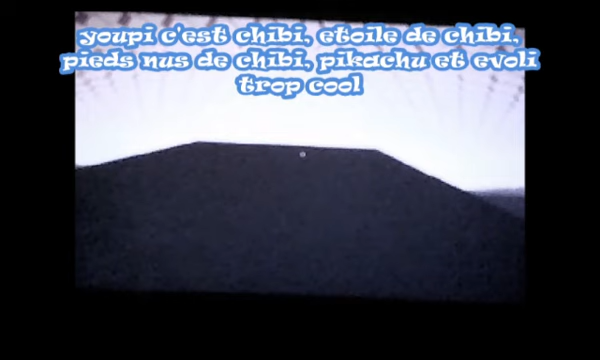 youpi c'est chibi, etoile de chibi,
pieds nus de chibi, pikachu et evoli
trop cool